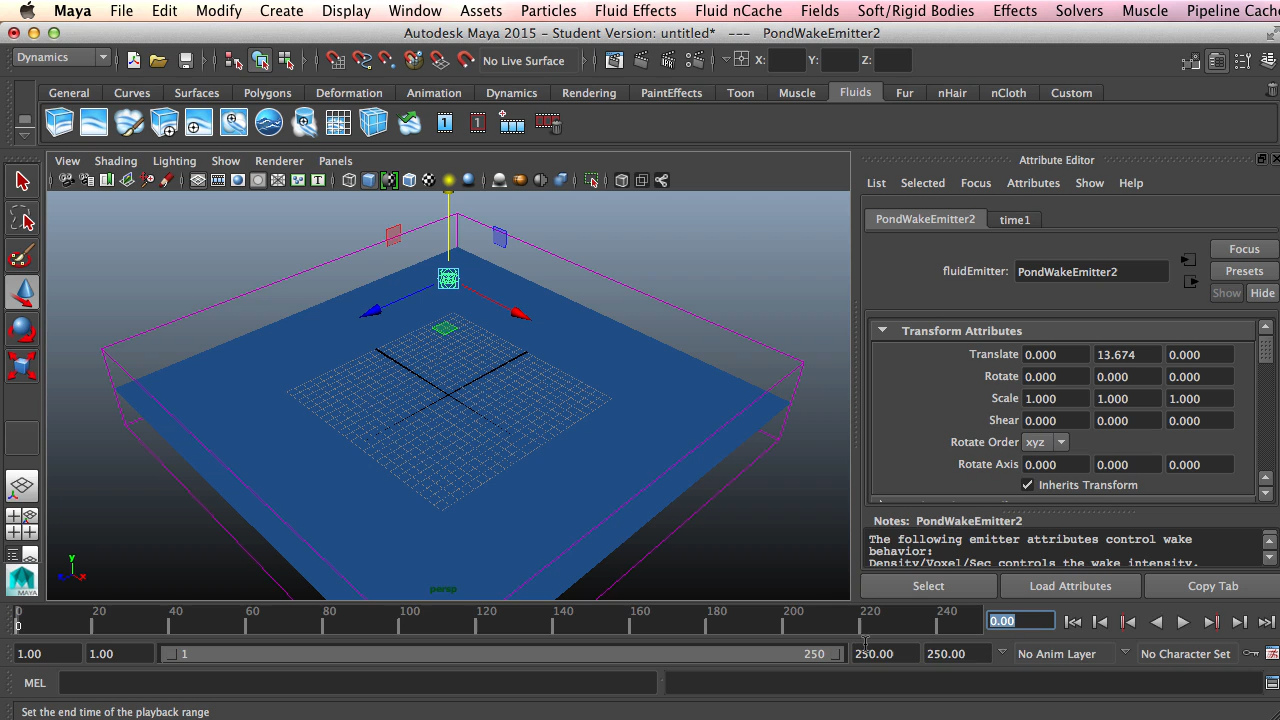 Maya File Edit Modify Create Display Window Assets Particles Fluid Effects Fluid nCache Fields Soft/Rigid Bodies Effects Solvers Muscle Pipeline Cache
Autodesk Maya 2015 - Student Version: untitled* --- PondWakeEmitter2
Dynamics No Live Surface X: Y: Z:
General Curves Surfaces Polygons Deformation Animation Dynamics Rendering PaintEffects Toon Muscle Fluids Fur nHair nCloth Custom
1 1
View Shading Lighting Show Renderer Panels
Attribute Editor
List Selected Focus Attributes Show Help
PondWakeEmitter2 time1
Focus
fluidEmitter: PondWakeEmitter2
Presets
Show Hide
Transform Attributes
Translate 0.000 13.674 0.000
Rotate 0.000 0.000 0.000
Scale 1.000 1.000 1.000
Shear 0.000 0.000 0.000
Rotate Order xyz
Rotate Axis 0.000 0.000 0.000
Inherits Transform
Notes: PondWakeEmitter2
The following emitter attributes control wake
behavior:
Density/Voxel/Sec controls the wake intensity.
y
persp
MAYA
Select Load Attributes Copy Tab
0 20 40 60 80 100 120 140 160 180 200 220 240
0
0.00
1.00 1.00 1 250 250.00 250.00 No Anim Layer No Character Set
MEL
Set the end time of the playback range